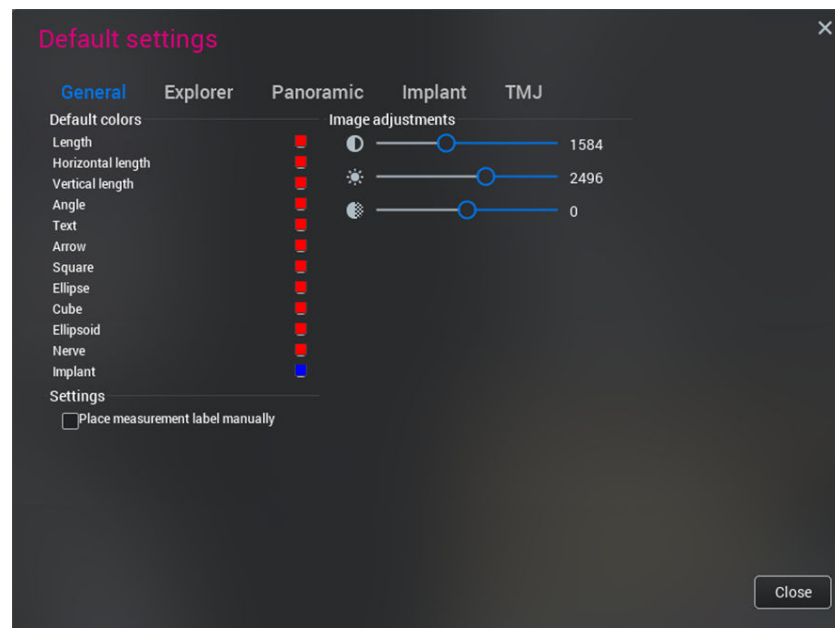 Default settings
General Explorer Panoramic Implant TMJ
Default colors
Length
Horizontal length
Vertical length
Angle
Text
Arrow
Square
Ellipse
Cube
Ellipsoid
Nerve
Implant
Settings
Place measurement label manually
Image adjustments
1584
2496
0
Close